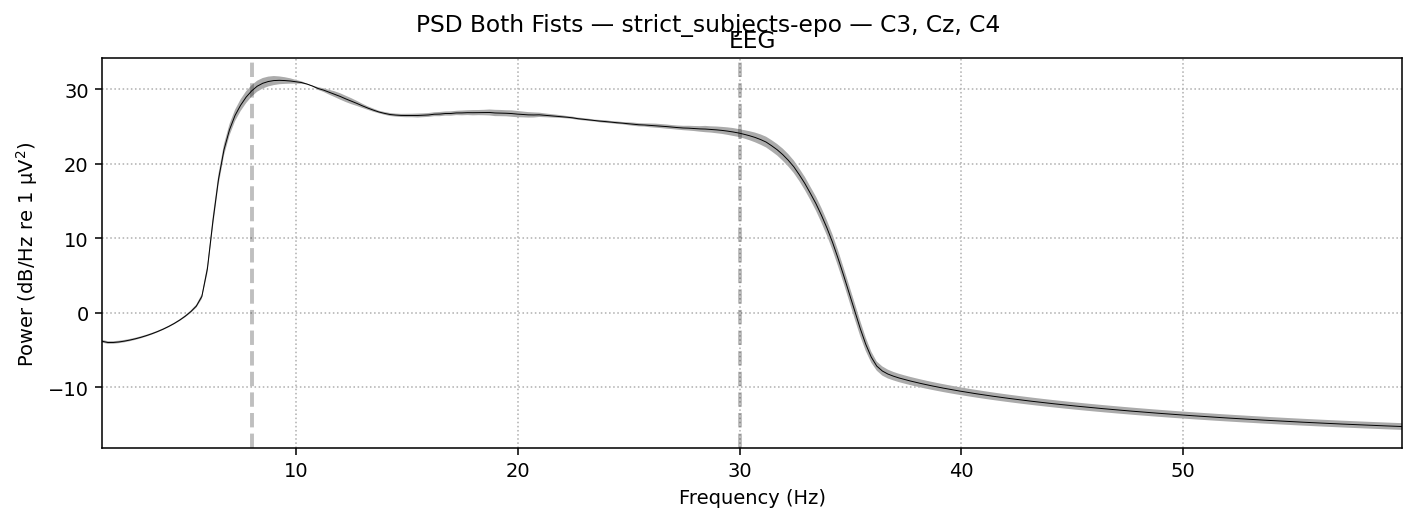 PSD Both Fists — strict_subjects-epo — C3, Cz, C4
EEG
Power (dB/Hz re 1 µV²)
30
20
10
0
−10
10 20 30 40 50
Frequency (Hz)